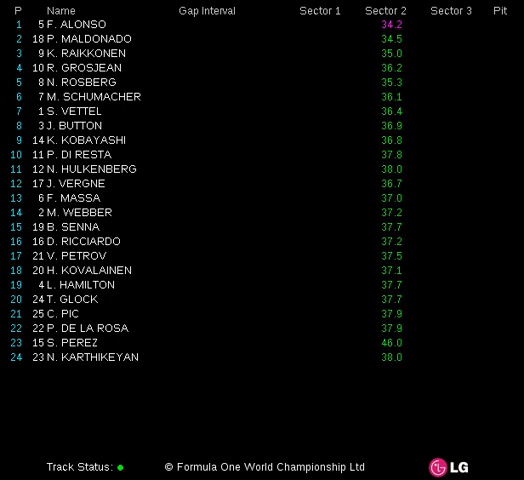 P Name Gap Interval Sector 1 Sector 2 Sector 3 Pit
1 5 F. ALONSO 34.2
2 18 P. MALDONADO 34.5
3 9 K. RAIKKONEN 35.0
4 10 R. GROSJEAN 36.2
5 8 N. ROSBERG 35.3
6 7 M. SCHUMACHER 36.1
7 1 S. VETTEL 36.4
8 3 J. BUTTON 36.9
9 14 K. KOBAYASHI 36.8
10 11 P. DI RESTA 37.8
11 12 N. HULKENBERG 38.0
12 17 J. VERGNE 36.7
13 6 F. MASSA 37.0
14 2 M. WEBBER 37.2
15 19 B. SENNA 37.7
16 16 D. RICCIARDO 37.2
17 21 V. PETROV 37.5
18 20 H. KOVALAINEN 37.1
19 4 L. HAMILTON 37.7
20 24 T. GLOCK 37.7
21 25 C. PIC 37.9
22 22 P. DE LA ROSA 37.9
23 15 S. PEREZ 46.0
24 23 N. KARTHIKEYAN 38.0
Track Status: © Formula One World Championship Ltd LG